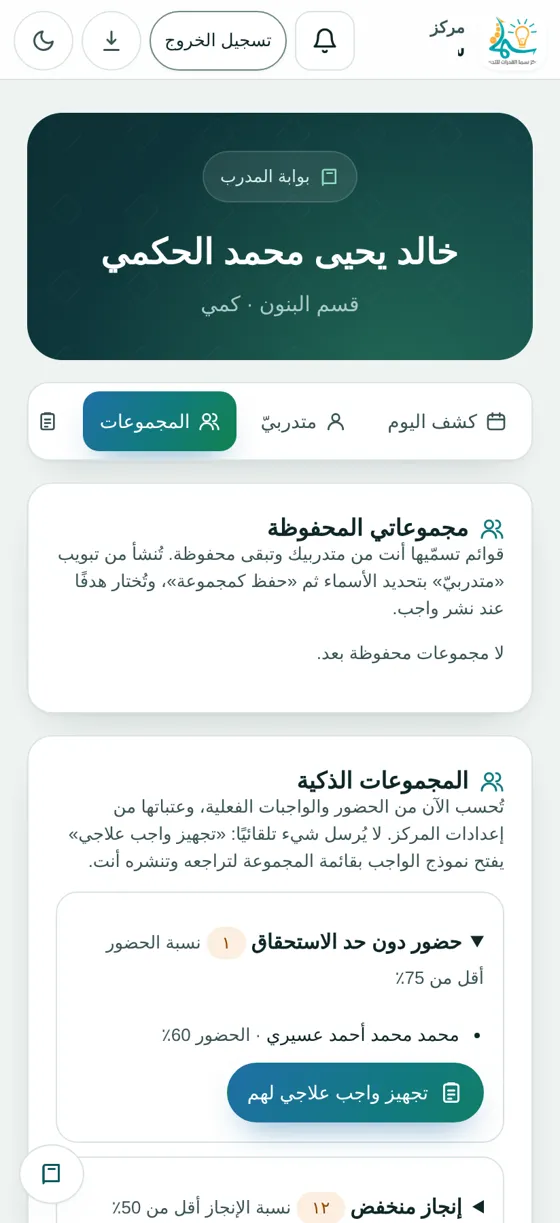 مركز
تسجيل الخروج
بوابة المدرب
خالد يحيى محمد الحكمي
قسم البنون · كمي
كشف اليوم
متدربيّ
المجموعات
مجموعاتي المحفوظة
قوائم تسمّيها أنت من متدربيك وتبقى محفوظة. تُنشأ من تبويب
«متدربيّ» بتحديد الأسماء ثم «حفظ كمجموعة»، وتُختار هدفًا
عند نشر واجب.
لا مجموعات محفوظة بعد.
المجموعات الذكية
تُحسب الآن من الحضور والواجبات الفعلية، وعتباتها من
إعدادات المركز. لا يُرسل شيء تلقائيًا: «تجهيز واجب علاجي»
يفتح نموذج الواجب بقائمة المجموعة لتراجعه وتنشره أنت.
حضور دون حد الاستحقاق ١ نسبة الحضور
أقل من 75٪
• محمد محمد أحمد عسيري · الحضور 60٪
تجهيز واجب علاجي لهم
إنجاز منخفض ١٢ نسبة الإنجاز أقل من 50٪